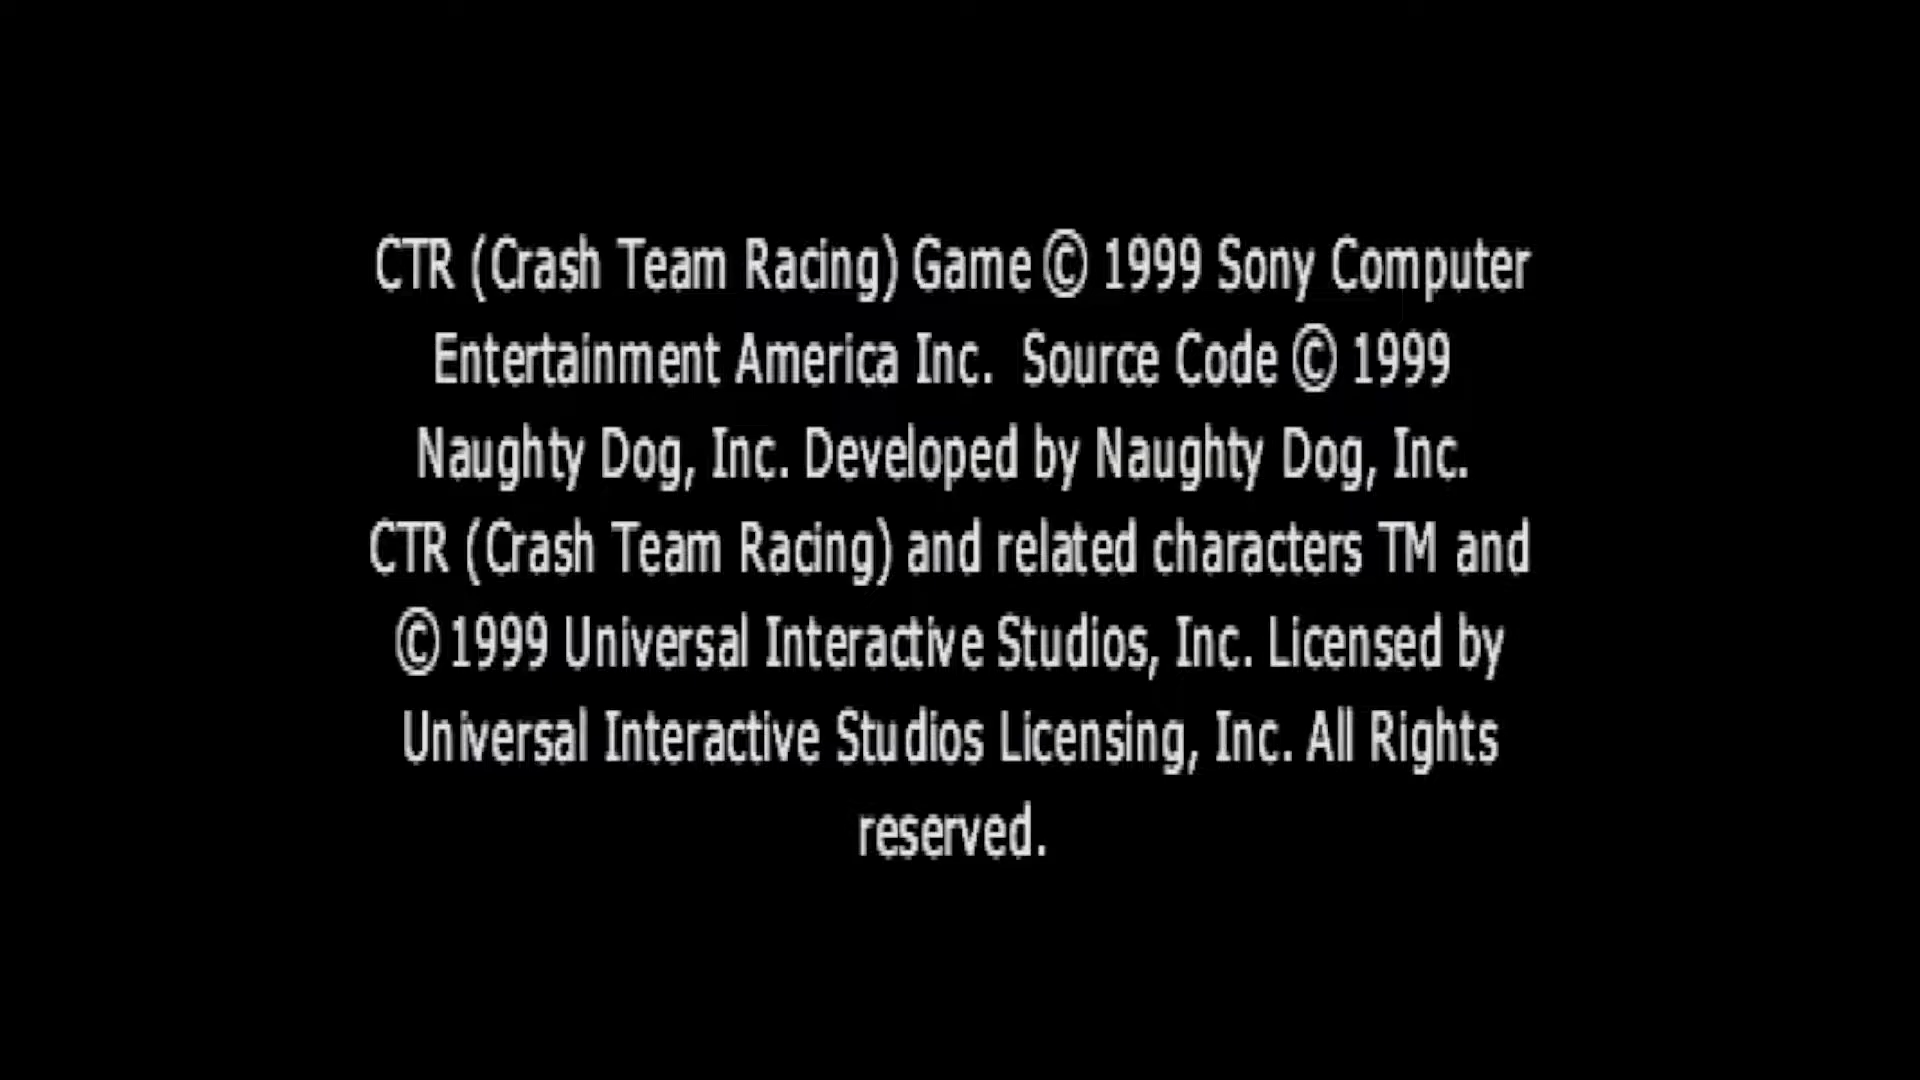 CTR (Crash Team Racing) Game © 1999 Sony Computer
Entertainment America Inc.  Source Code © 1999
Naughty Dog, Inc. Developed by Naughty Dog, Inc.
CTR (Crash Team Racing) and related characters TM and
© 1999 Universal Interactive Studios, Inc. Licensed by
Universal Interactive Studios Licensing, Inc. All Rights
reserved.